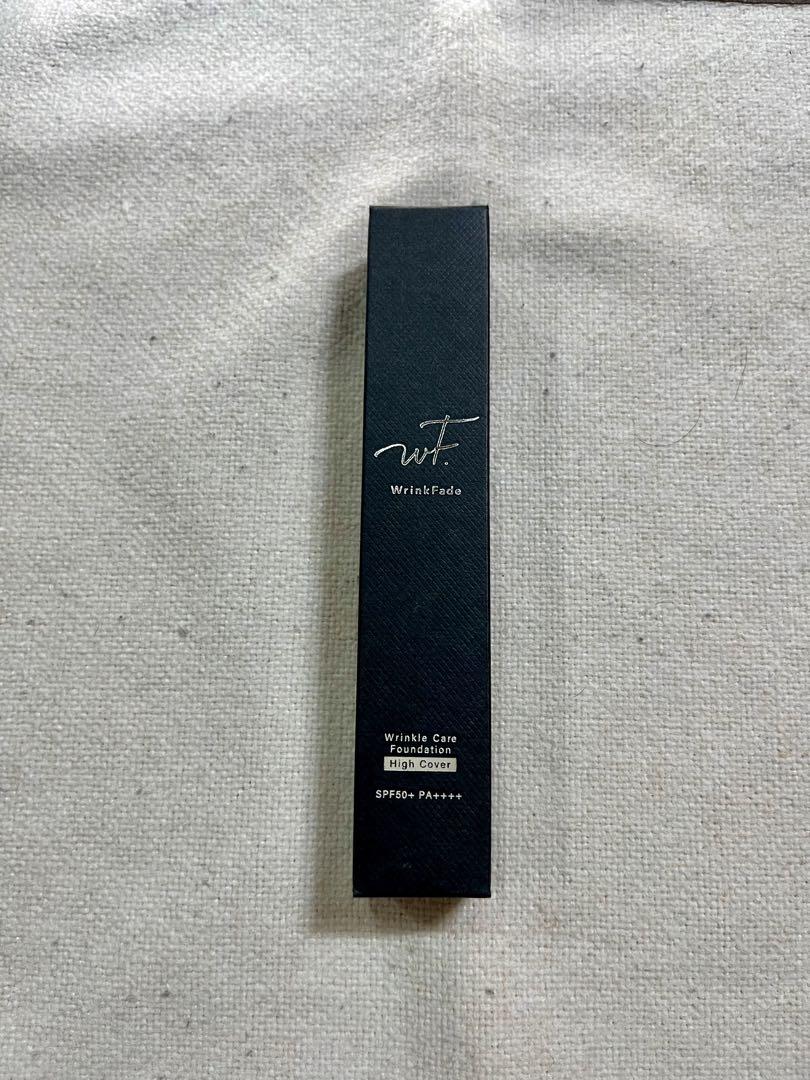 wF.
WrinkFade
Wrinkle Care
Foundation
High Cover
SPF50+ PA++++